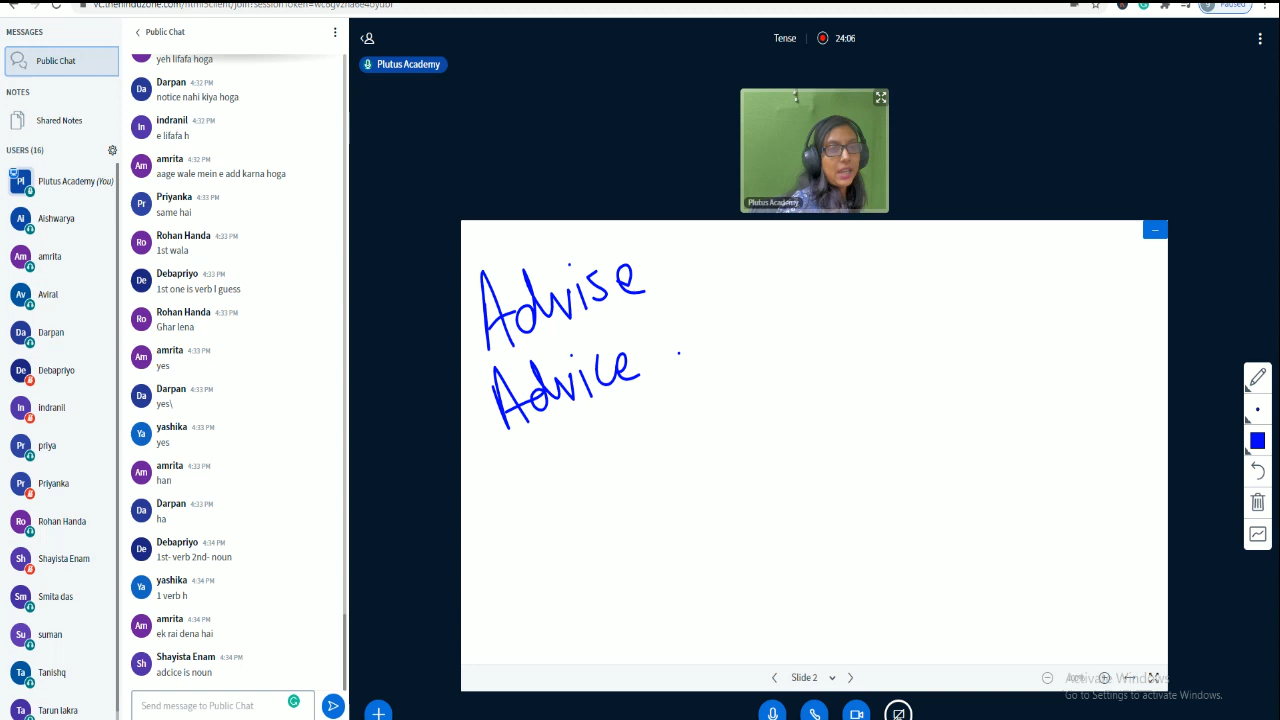 MESSAGES
Public Chat
NOTES
Shared Notes
USERS (16)
Plutus Academy (You)
Aishwarya
amrita
Aviral
Darpan
Debapriyo
indranil
priya
Priyanka
Rohan Handa
Shayista Enam
Smita das
suman
Tanishq
Tarun lakra
Public Chat
yeh lifafa hoga
Darpan 4:32 PM
notice nahi kiya hoga
indranil 4:32 PM
e lifafa h
amrita 4:32 PM
aage wale mein e add karna hoga
Priyanka 4:33 PM
same hai
Rohan Handa 4:33 PM
1st wala
Debapriyo 4:33 PM
1st one is verb I guess
Rohan Handa 4:33 PM
Ghar lena
amrita 4:33 PM
yes
Darpan 4:33 PM
yes\
yashika 4:33 PM
yes
amrita 4:33 PM
han
Darpan 4:33 PM
ha
Debapriyo 4:34 PM
1st- verb 2nd- noun
yashika 4:34 PM
1 verb h
amrita 4:34 PM
ek rai dena hai
Shayista Enam 4:34 PM
adcice is noun
Send message to Public Chat
Tense 24:06
Plutus Academy
Plutus Academy
Advise
Advice
Slide 2
Activate Windows
Go to Settings to activate Windows.
Paused